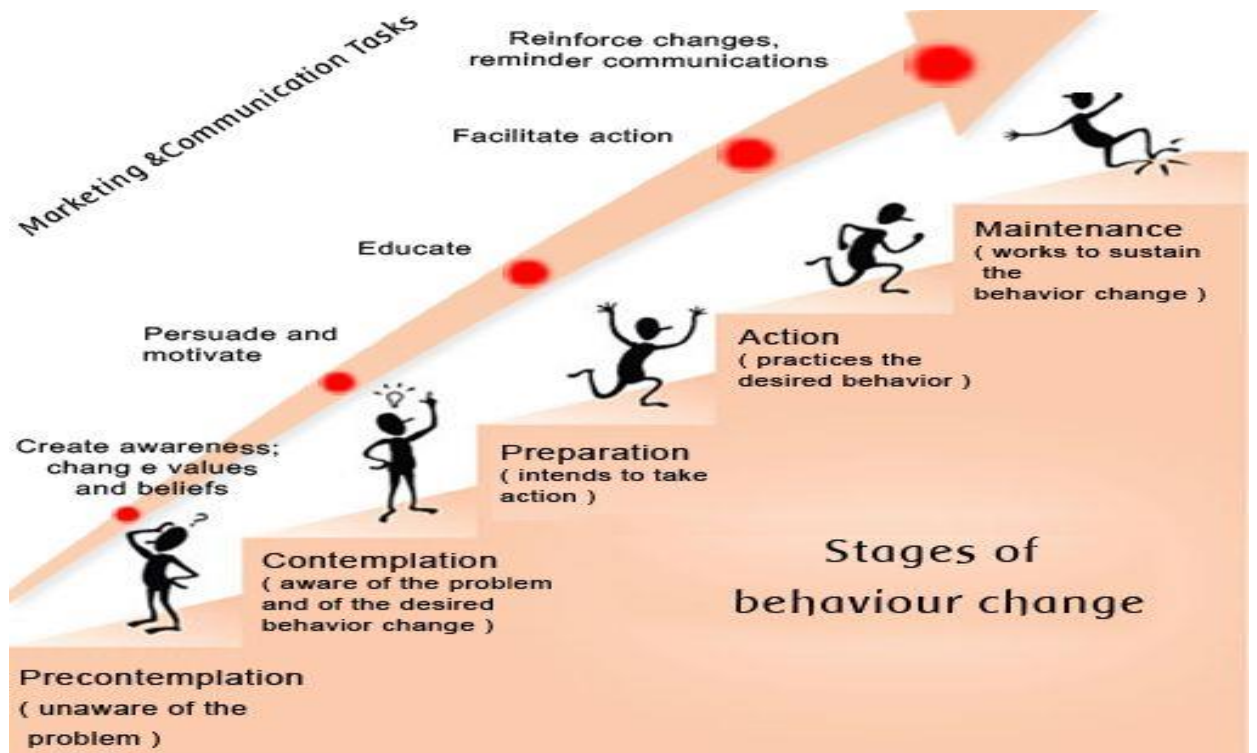 Marketing &Communication Tasks
Reinforce changes,
reminder communications
Facilitate action
Educate
Persuade and
motivate
Create awareness;
chang e values
and beliefs
?
Maintenance
( works to sustain
the
behavior change )
Action
( practices the
desired behavior )
Preparation
( intends to take
action )
Contemplation
( aware of the problem
and of the desired
behavior change )
Precontemplation
( unaware of the
problem )
Stages of
behaviour change